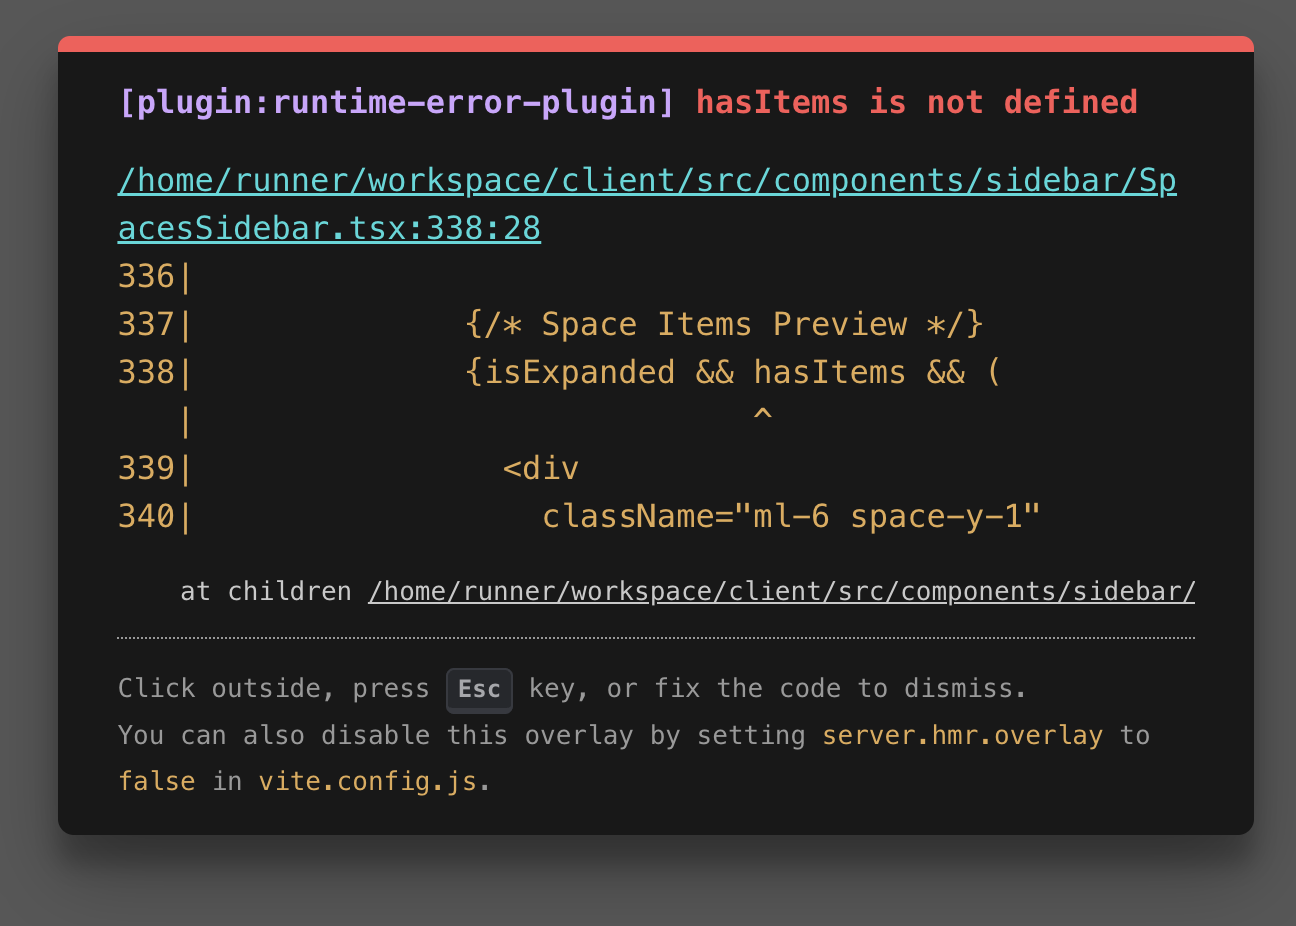 [plugin:runtime-error-plugin] hasItems is not defined
/home/runner/workspace/client/src/components/sidebar/Sp
acesSidebar.tsx:338:28
336|
337|              {/* Space Items Preview */}
338|              {isExpanded && hasItems && (
   |                             ^
339|                <div
340|                  className="ml-6 space-y-1"
    at children /home/runner/workspace/client/src/components/sidebar/
Click outside, press Esc key, or fix the code to dismiss.
You can also disable this overlay by setting server.hmr.overlay to
false in vite.config.js.